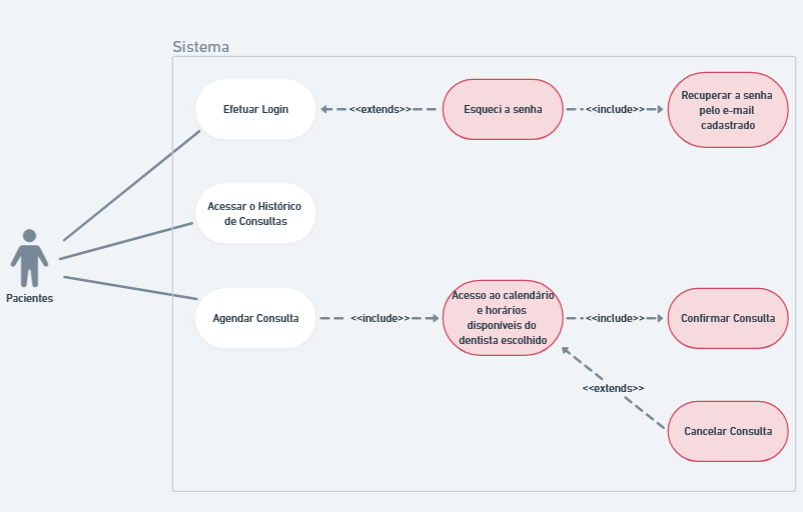 Sistema
Efetuar Login
<<extends>>
Esqueci a senha
<<include>>
Recuperar a senha
pelo e-mail
cadastrado
Acessar o Histórico
de Consultas
Pacientes
Agendar Consulta
<<include>>
Acesso ao calendário
e horários
disponíveis do
dentista escolhido
<<include>>
Confirmar Consulta
<<extends>>
Cancelar Consulta